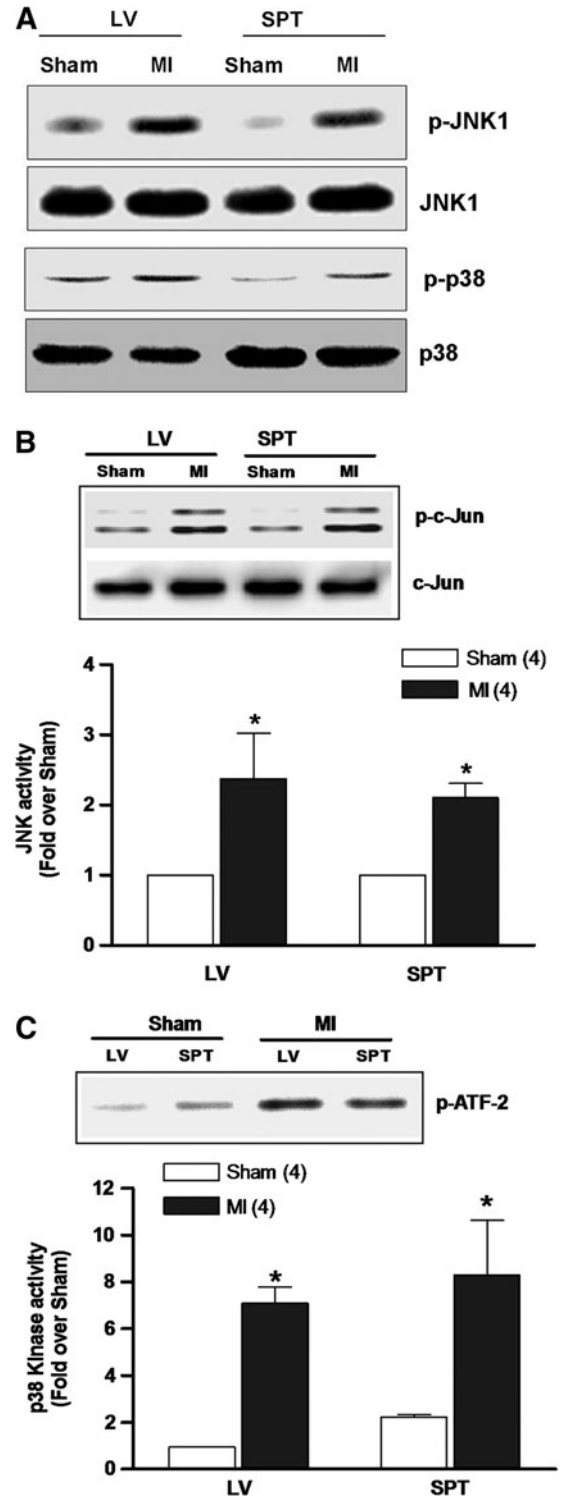 A
LV SPT
Sham MI Sham MI
p-JNK1
JNK1
p-p38
p38
B
LV SPT
Sham MI Sham MI
p-c-Jun
c-Jun
Sham (4)
MI (4)
JNK activity
(Fold over Sham)
4
3
2
1
0
* *
LV SPT
C
Sham MI
LV SPT LV SPT
p-ATF-2
Sham (4)
MI (4)
p38 Kinase activity
(Fold over Sham)
12
10
8
6
4
2
0
* *
LV SPT